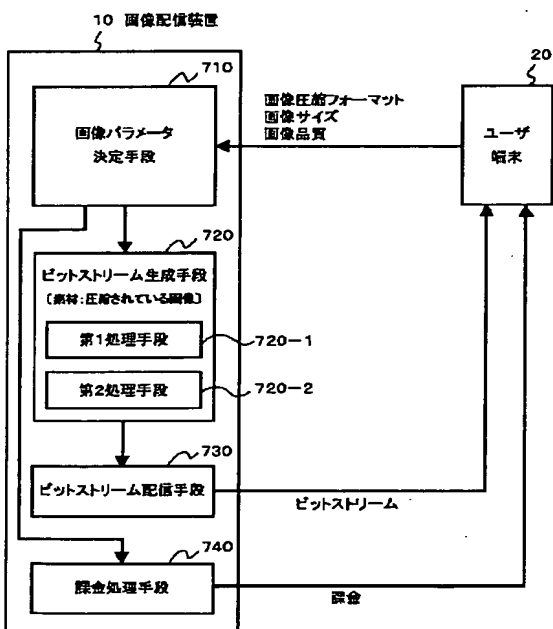 10 画像配信装置
710
画像パラメータ
決定手段
画像圧縮フォーマット
画像サイズ
画像品質
20
ユーザ
端末
720
ビットストリーム生成手段
〔素材:圧縮されている画像〕
第1処理手段
720-1
第2処理手段
720-2
730
ビットストリーム配信手段
ビットストリーム
740
課金処理手段
課金